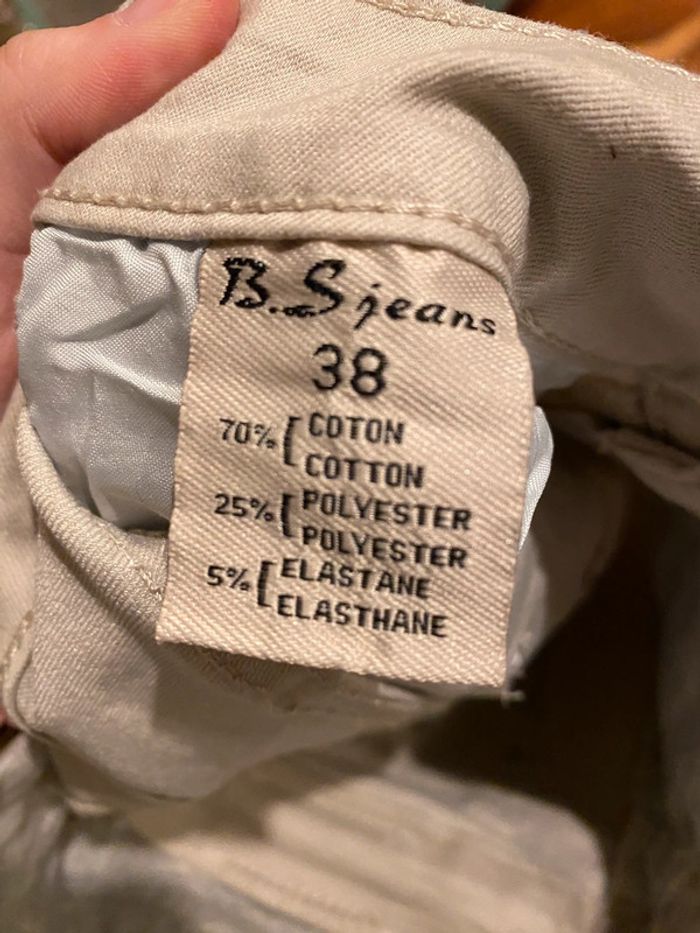 B.S jeans
38
70% [ COTON
COTTON
25% [ POLYESTER
POLYESTER
5% [ ELASTANE
ELASTHANE